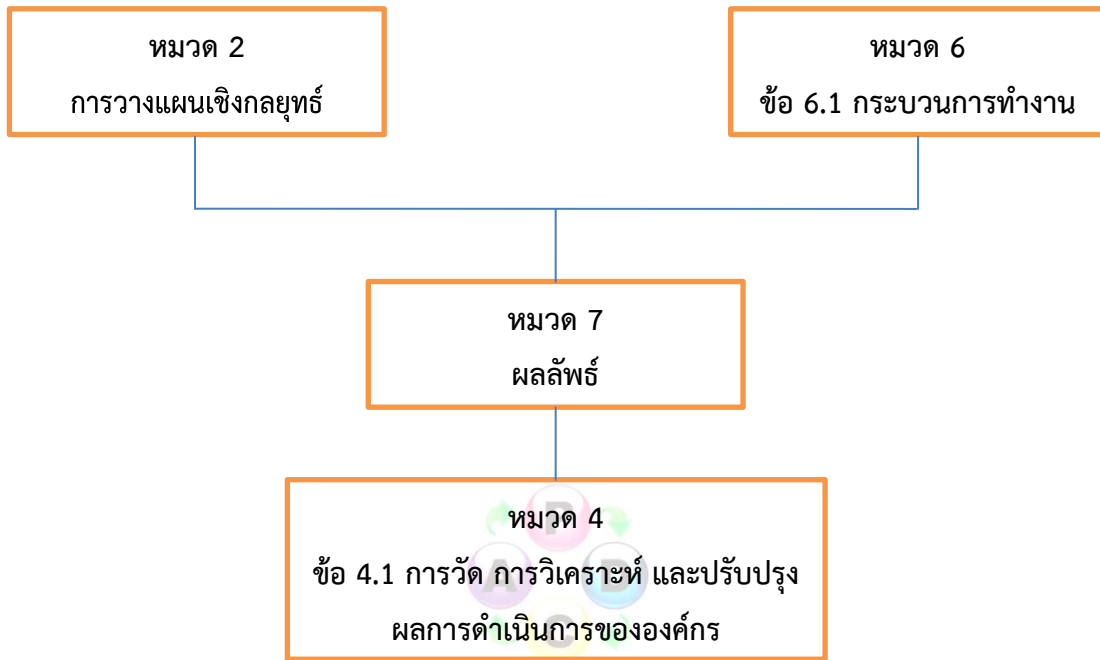 หมวด 2
การวางแผนเชิงกลยุทธ์
หมวด 6
ข้อ 6.1 กระบวนการทำงาน
หมวด 7
ผลลัพธ์
หมวด 4
ข้อ 4.1 การวัด การวิเคราะห์ และปรับปรุง
ผลการดำเนินการขององค์กร
P
A D
C